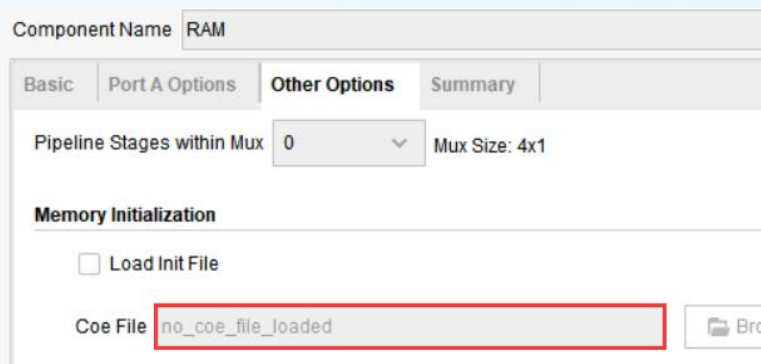 Component Name RAM
Basic Port A Options Other Options Summary
Pipeline Stages within Mux 0 Mux Size: 4x1
Memory Initialization
Load Init File
Coe File no_coe_file_loaded Bro